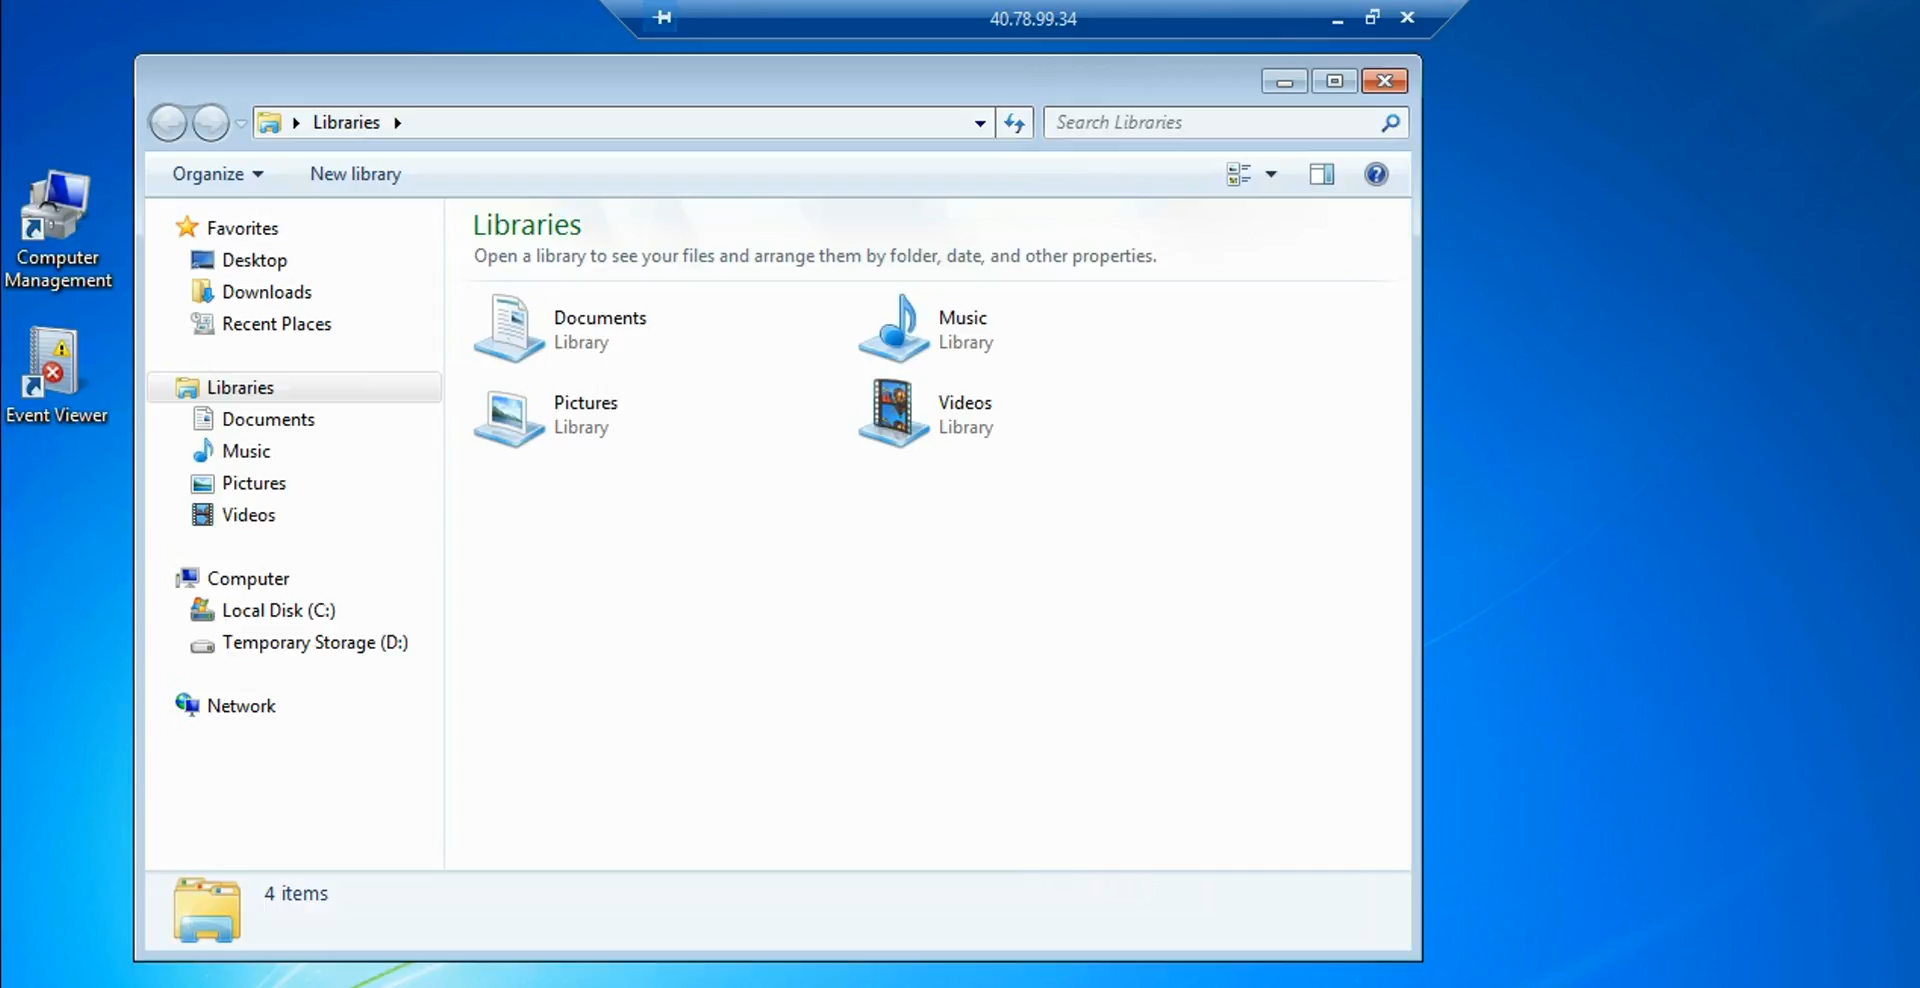 40.78.99.34
Libraries
Search Libraries
Organize
New library
Computer
Management
Event Viewer
Favorites
Desktop
Downloads
Recent Places
Libraries
Documents
Music
Pictures
Videos
Computer
Local Disk (C:)
Temporary Storage (D:)
Network
Libraries
Open a library to see your files and arrange them by folder, date, and other properties.
Documents
Library
Music
Library
Pictures
Library
Videos
Library
4 items